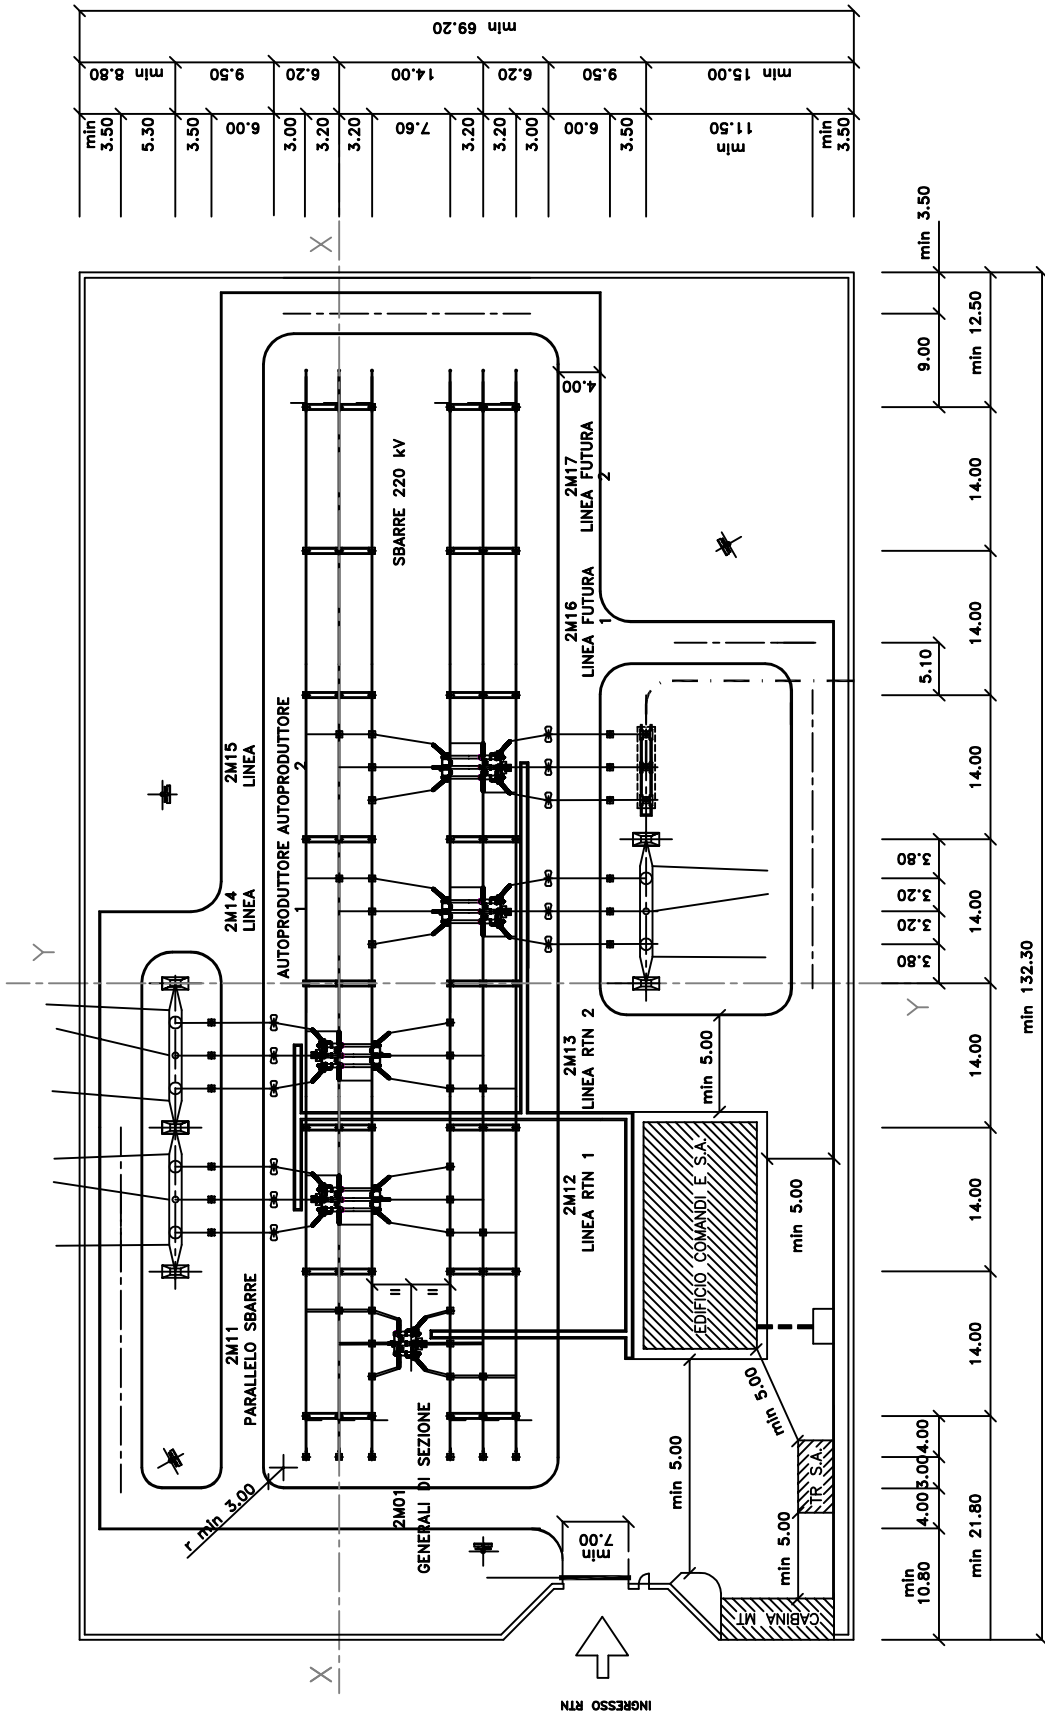 min 69.20
min 8.80
9.50
6.20
14.00
6.20
9.50
min 15.00
min
3.50
5.30
3.50
6.00
3.00
3.20
3.20
7.60
3.20
3.20
3.00
6.00
3.50
min
11.50
min
3.50
X
X
Y
Y
SBARRE 220 kV
4.00
2M17
LINEA FUTURA
2
2M16
LINEA FUTURA
1
2M15
LINEA
AUTOPRODUTTORE
2
2M14
LINEA
AUTOPRODUTTORE
1
2M13
LINEA RTN 2
2M12
LINEA RTN 1
2M11
PARALLELO SBARRE
2M01
GENERALI DI SEZIONE
=
=
r min 3.00
EDIFICIO COMANDI E S.A.
min 5.00
min 5.00
min 5.00
min 5.00
min 5.00
TR S.A.
CABINA MT
min
7.00
INGRESSO RTN
min 3.50
9.00
min 12.50
14.00
14.00
5.10
14.00
3.80
3.20
3.20
3.80
14.00
14.00
14.00
14.00
4.00
3.00
4.00
min
10.80
min 21.80
min 132.30